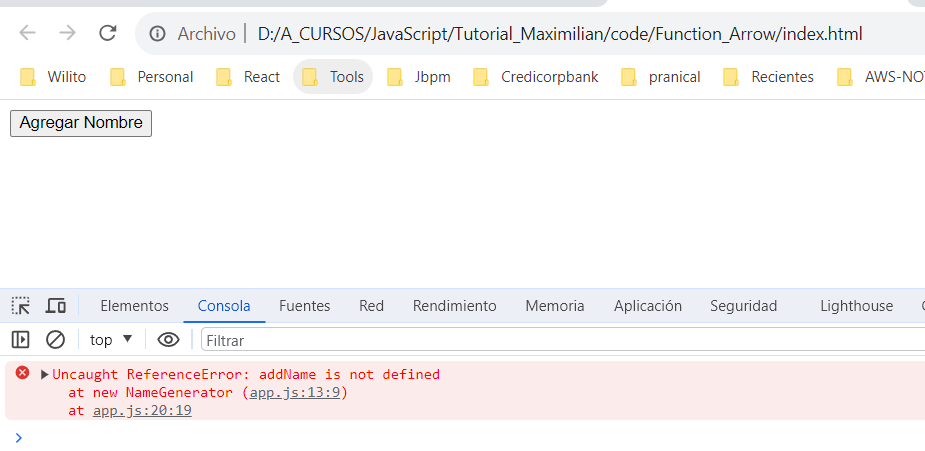 Archivo | D:/A_CURSOS/JavaScript/Tutorial_Maximilian/code/Function_Arrow/index.html
Wilito Personal React Tools Jbpm Credicorpbank pranical Recientes AWS-NO
Agregar Nombre
Elementos Consola Fuentes Red Rendimiento Memoria Aplicación Seguridad Lighthouse
top Filtrar
Uncaught ReferenceError: addName is not defined
at new NameGenerator (app.js:13:9)
at app.js:20:19